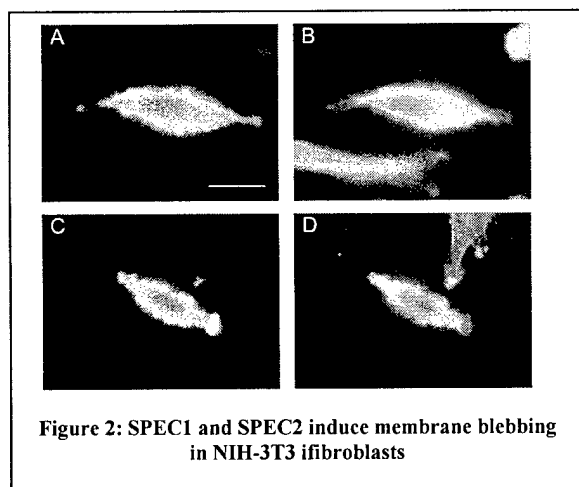 A
B
C
D
Figure 2: SPEC1 and SPEC2 induce membrane blebbing
in NIH-3T3 ifibroblasts